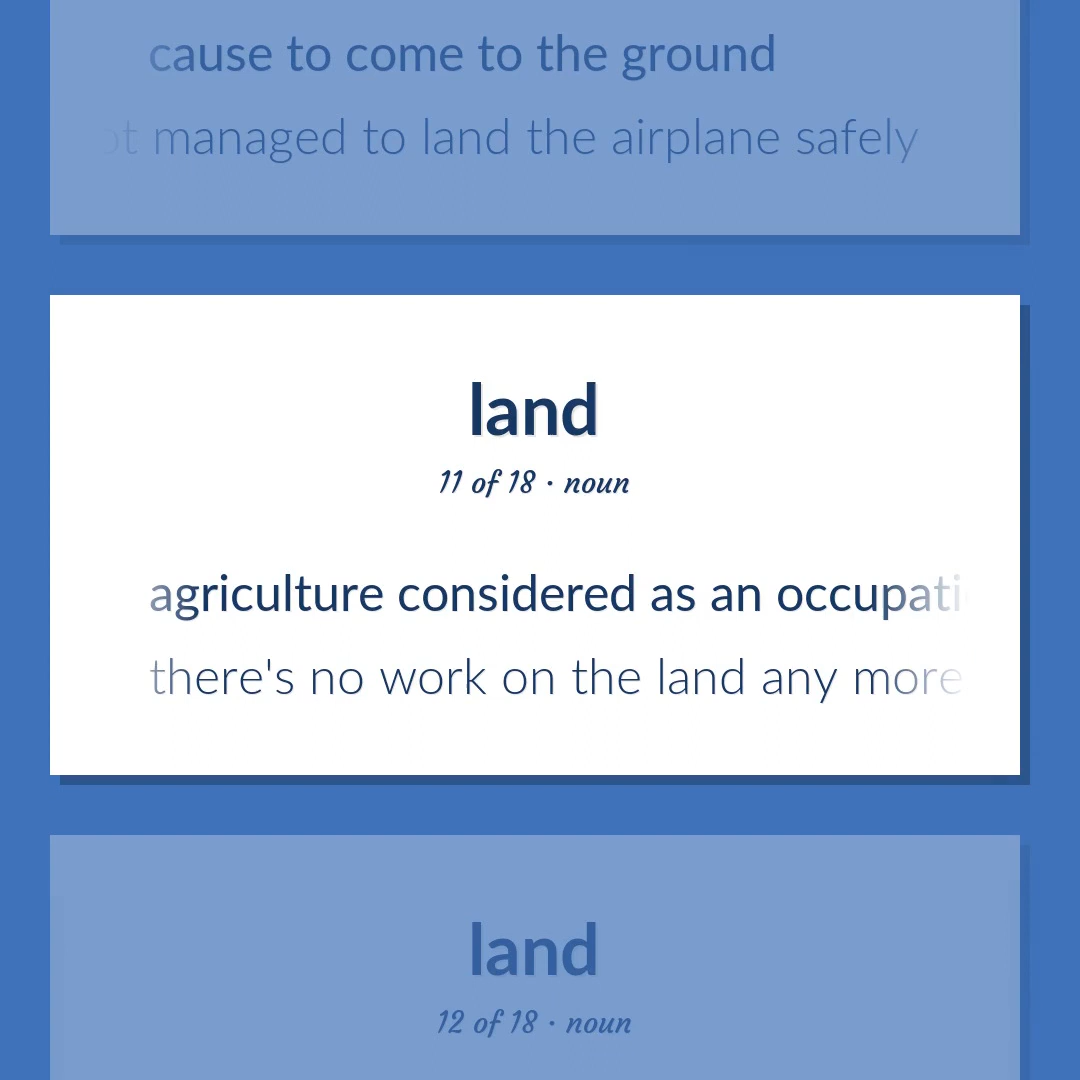 cause to come to the ground
managed to land the airplane safely
land
11 of 18 · noun
agriculture considered as an
there's no work on the land any more
land
12 of 18 · noun